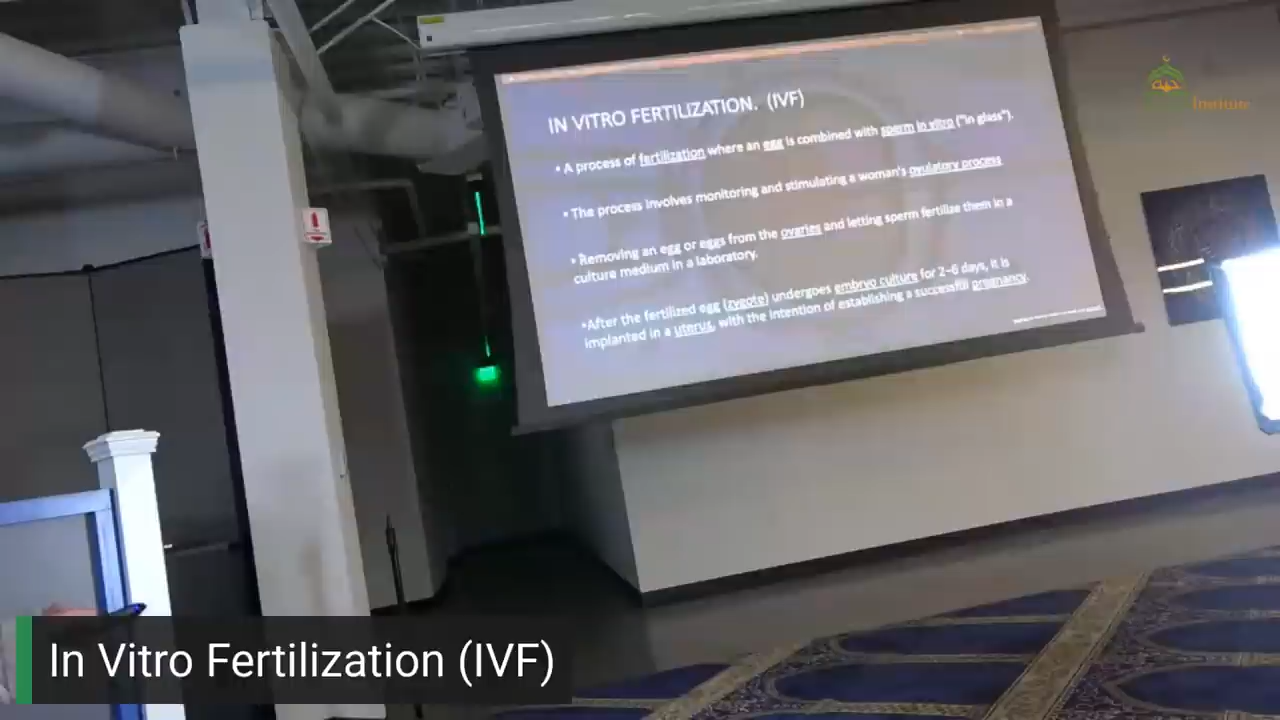 IN VITRO FERTILIZATION. (IVF)
• A process of fertilization where an egg is combined with sperm in vitro ("in glass").
• The process involves monitoring and stimulating a woman's ovulatory process
• Removing an egg or eggs from the ovaries and letting sperm fertilize them in a
culture medium in a laboratory.
•After the fertilized egg (zygote) undergoes embryo culture for 2–6 days, it is
implanted in a uterus, with the intention of establishing a successful pregnancy.
Institute
In Vitro Fertilization (IVF)